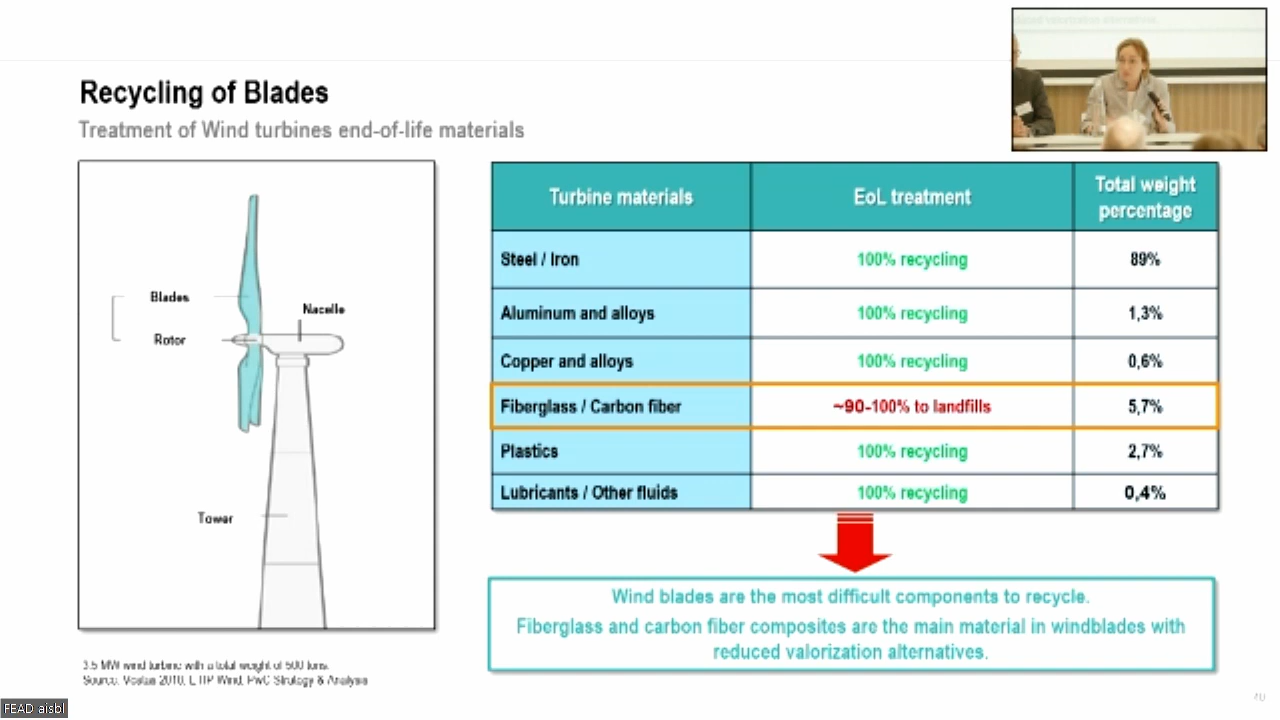 Recycling of Blades
Treatment of Wind turbines end-of-life materials
Blades
Rotor
Nacelle
Tower
Turbine materials EoL treatment Total weight percentage
Steel / Iron 100% recycling 89%
Aluminum and alloys 100% recycling 1,3%
Copper and alloys 100% recycling 0,6%
Fiberglass / Carbon fiber ~90-100% to landfills 5,7%
Plastics 100% recycling 2,7%
Lubricants / Other fluids 100% recycling 0,4%
Wind blades are the most difficult components to recycle.
Fiberglass and carbon fiber composites are the main material in windblades with
reduced valorization alternatives.
3.5 MW wind turbine with a total weight of 500 tons.
Source: Vestas 2010, ETIP Wind, PwC Strategy & Analysis
FEAD aisbl